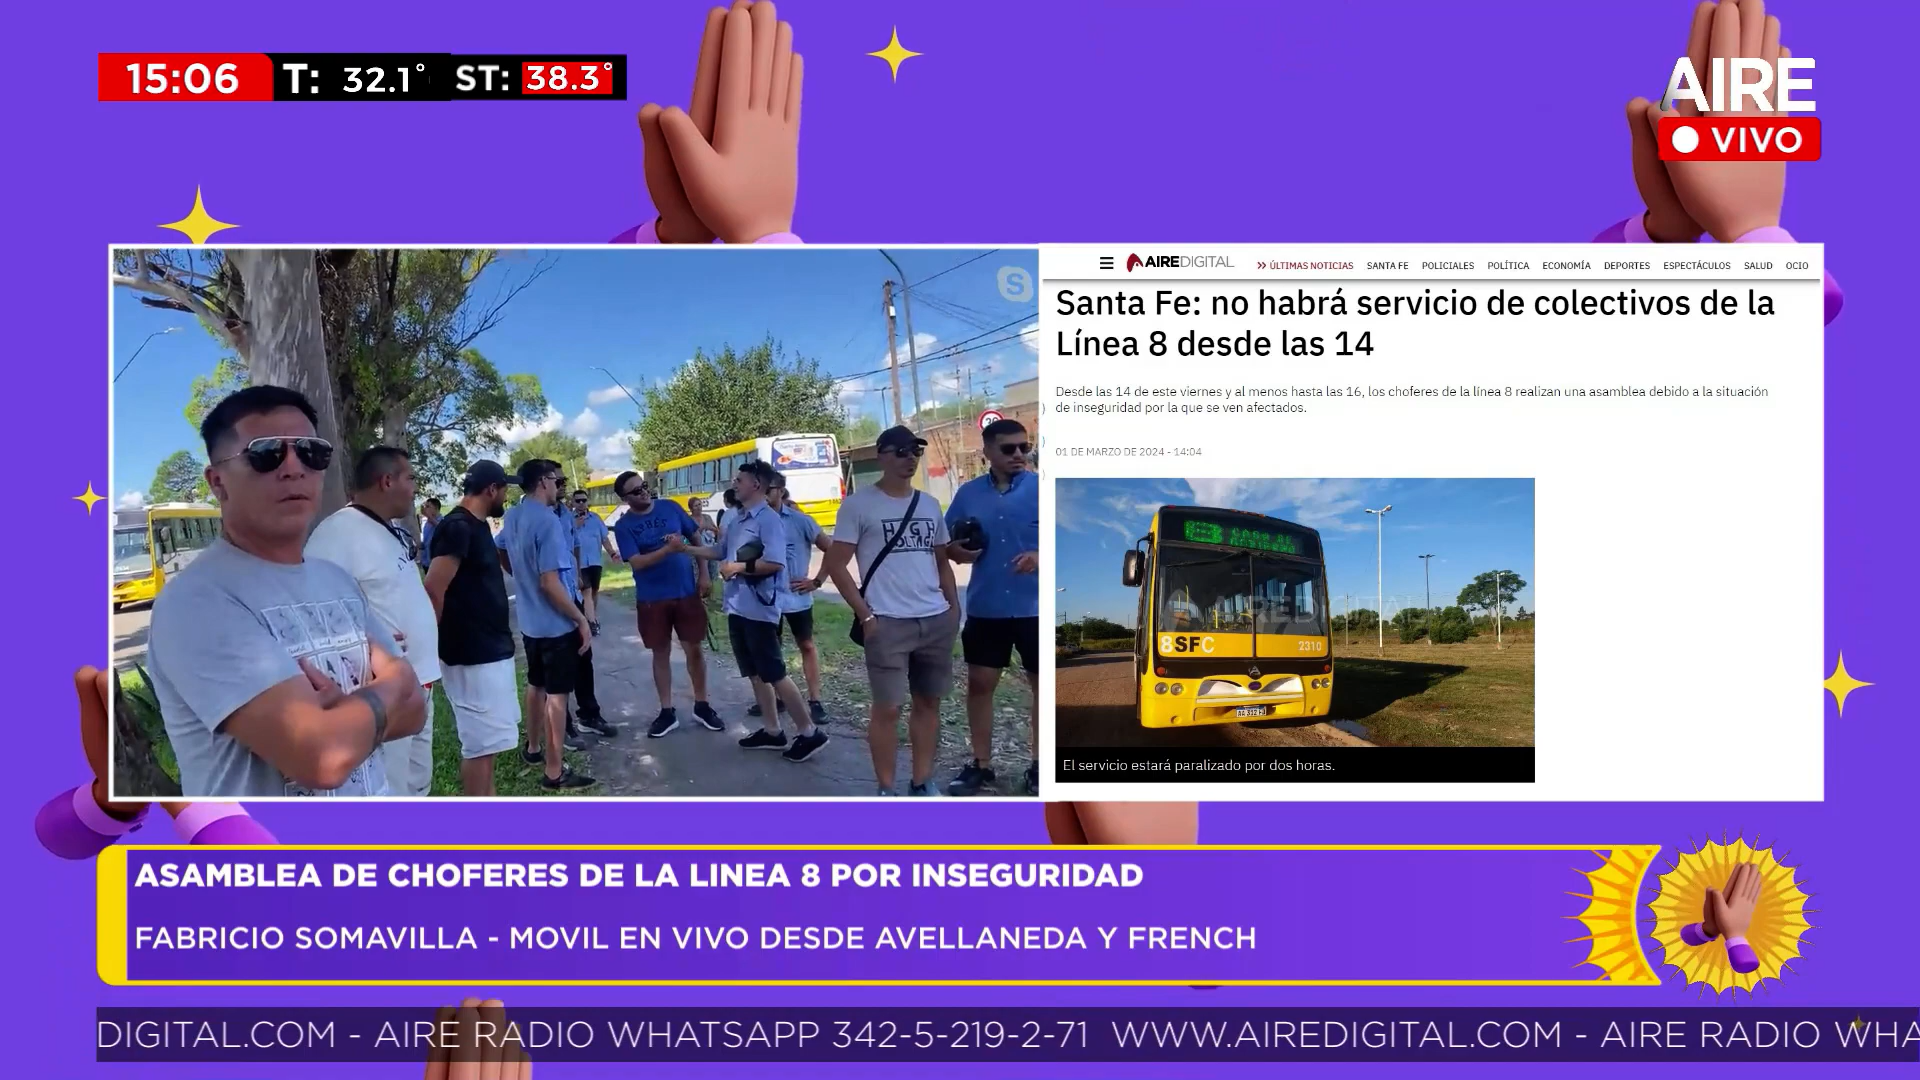 15:06 T: 32.1° ST: 38.3°
AIRE
VIVO
AIREDIGITAL
ÚLTIMAS NOTICIAS SANTA FE POLICIALES POLÍTICA ECONOMÍA DEPORTES ESPECTÁCULOS SALUD OCIO
Santa Fe: no habrá servicio de colectivos de la
Línea 8 desde las 14
Desde las 14 de este viernes y al menos hasta las 16, los choferes de la línea 8 realizan una asamblea debido a la situación
de inseguridad por la que se ven afectados.
01 DE MARZO DE 2024 - 14:04
S
HIGH
8
AIREDIGITAL
8SFC 2310
El servicio estará paralizado por dos horas.
ASAMBLEA DE CHOFERES DE LA LINEA 8 POR INSEGURIDAD
FABRICIO SOMAVILLA - MOVIL EN VIVO DESDE AVELLANEDA Y FRENCH
DIGITAL.COM - AIRE RADIO WHATSAPP 342-5-219-2-71 WWW.AIREDIGITAL.COM - AIRE RADIO WHA